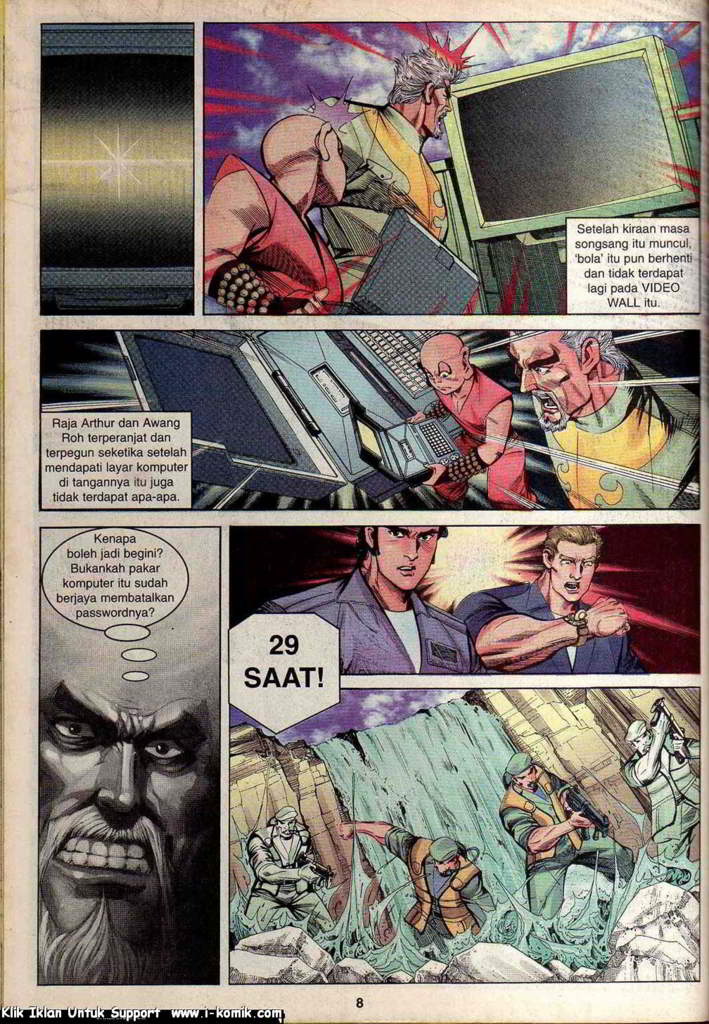 Setelah kiraan masa
songsang itu muncul,
'bola' itu pun berhenti
dan tidak terdapat
lagi pada VIDEO
WALL itu.
Raja Arthur dan Awang
Roh terperanjat dan
terpegun seketika setelah
mendapati layar komputer
di tangannya itu juga
tidak terdapat apa-apa.
Kenapa
boleh jadi begini?
Bukankah pakar
komputer itu sudah
berjaya membatalkan
passwordnya?
29
SAAT!
8
Klik Iklan Untuk Support www.i-komik.com